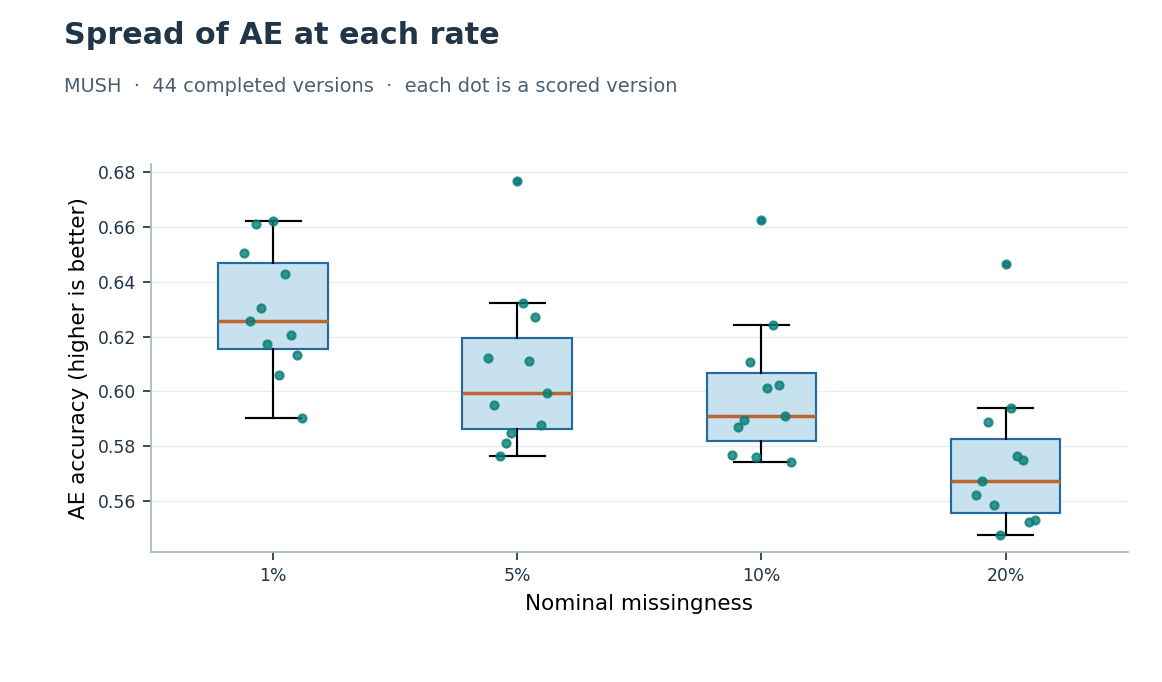 Spread of AE at each rate
MUSH · 44 completed versions · each dot is a scored version
AE accuracy (higher is better)
0.68
0.66
0.64
0.62
0.60
0.58
0.56
1%
5%
10%
20%
Nominal missingness